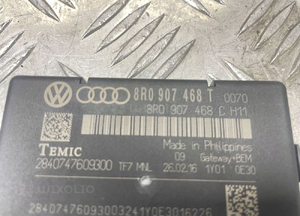 8R0 907 468 T 0070
8R0 907 468 C H11
TEMIC
Made in Philippines
2840747609300
TF7 MNL
09 Gateway+BEM
26.02.16 1Y01 0E30
28407476093003241Y0E3016226